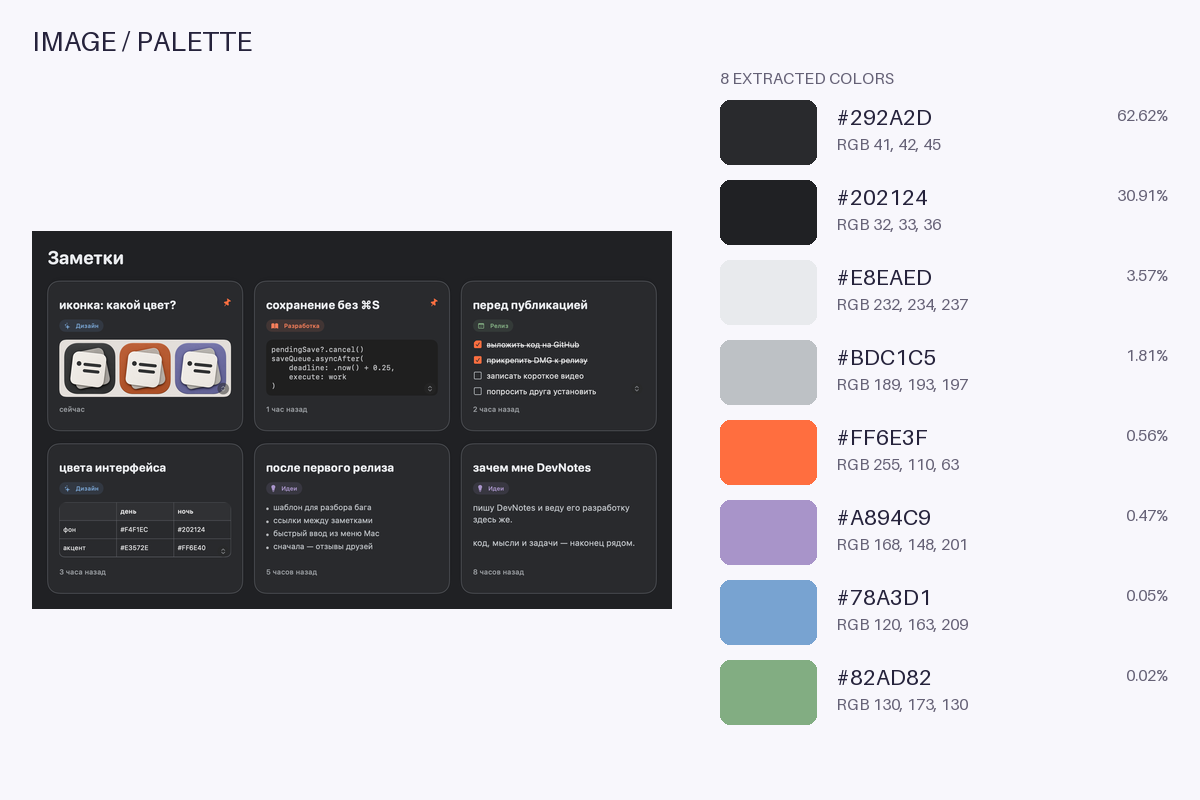 IMAGE / PALETTE
Заметки
иконка: какой цвет?
Дизайн
сейчас
сохранение без ⌘S
Разработка
pendingSave?.cancel()
saveQueue.asyncAfter(
    deadline: .now() + 0.25,
    execute: work
)
1 час назад
перед публикацией
Релиз
выложить код на GitHub
прикрепить DMG к релизу
записать короткое видео
попросить друга установить
2 часа назад
цвета интерфейса
Дизайн
день ночь
фон #F4F1EC #202124
акцент #E3572E #FF6E40
3 часа назад
после первого релиза
Идеи
• шаблон для разбора бага
• ссылки между заметками
• быстрый ввод из меню Mac
• сначала — отзывы друзей
5 часов назад
зачем мне DevNotes
Идеи
пишу DevNotes и веду его разработку
здесь же.
код, мысли и задачи — наконец рядом.
8 часов назад
8 EXTRACTED COLORS
#292A2D 62.62%
RGB 41, 42, 45
#202124 30.91%
RGB 32, 33, 36
#E8EAED 3.57%
RGB 232, 234, 237
#BDC1C5 1.81%
RGB 189, 193, 197
#FF6E3F 0.56%
RGB 255, 110, 63
#A894C9 0.47%
RGB 168, 148, 201
#78A3D1 0.05%
RGB 120, 163, 209
#82AD82 0.02%
RGB 130, 173, 130